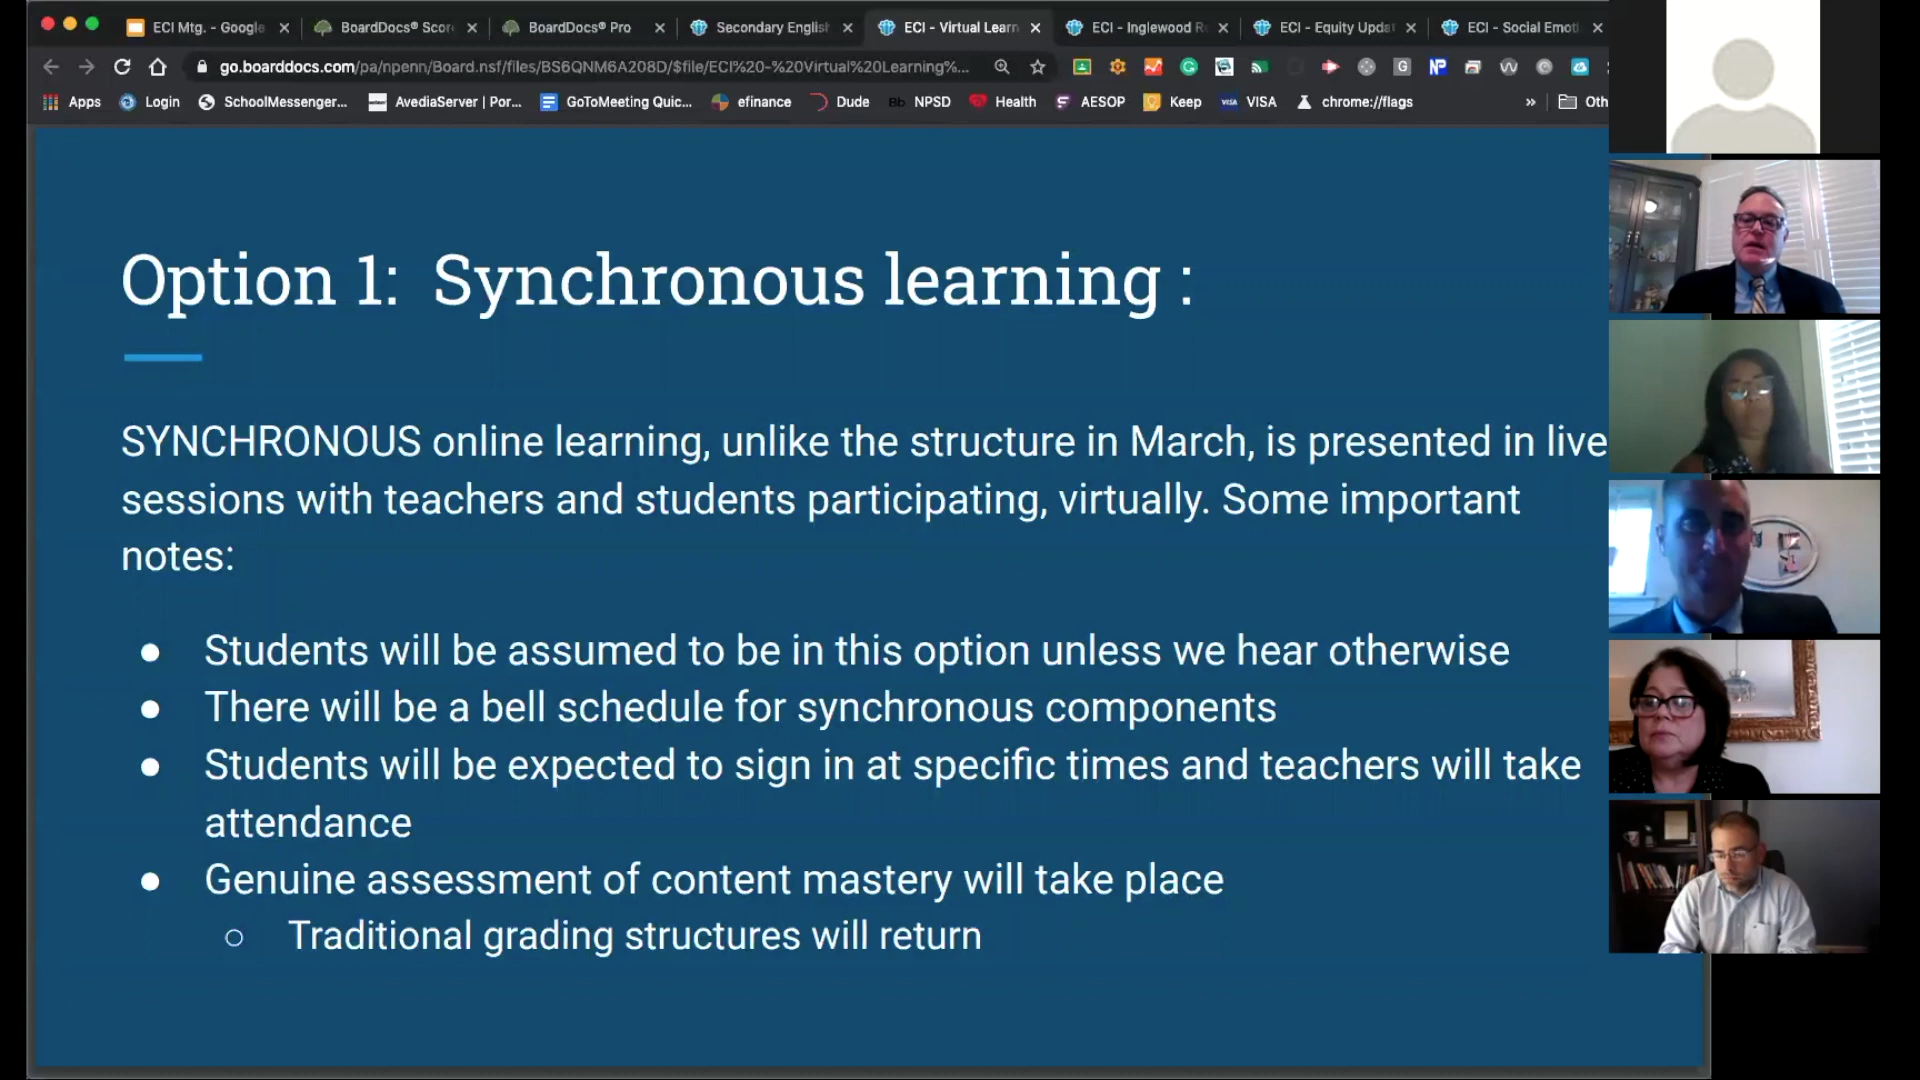 ECI Mtg. - Google
BoardDocs® Scor
BoardDocs® Pro
Secondary English
ECI - Virtual Learn
ECI - Inglewood R
ECI - Equity Updat
ECI - Social Emoti
go.boarddocs.com/pa/npenn/Board.nsf/files/BS6QNM6A208D/$file/ECI%20-%20Virtual%20Learning%...
Apps Login SchoolMessenger... AvediaServer | Por... GoToMeeting Quic... efinance Dude Bb NPSD Health AESOP Keep VISA VISA chrome://flags » Oth
Option 1: Synchronous learning :
SYNCHRONOUS online learning, unlike the structure in March, is presented in live
sessions with teachers and students participating, virtually. Some important
notes:
● Students will be assumed to be in this option unless we hear otherwise
● There will be a bell schedule for synchronous components
● Students will be expected to sign in at specific times and teachers will take
attendance
● Genuine assessment of content mastery will take place
○ Traditional grading structures will return